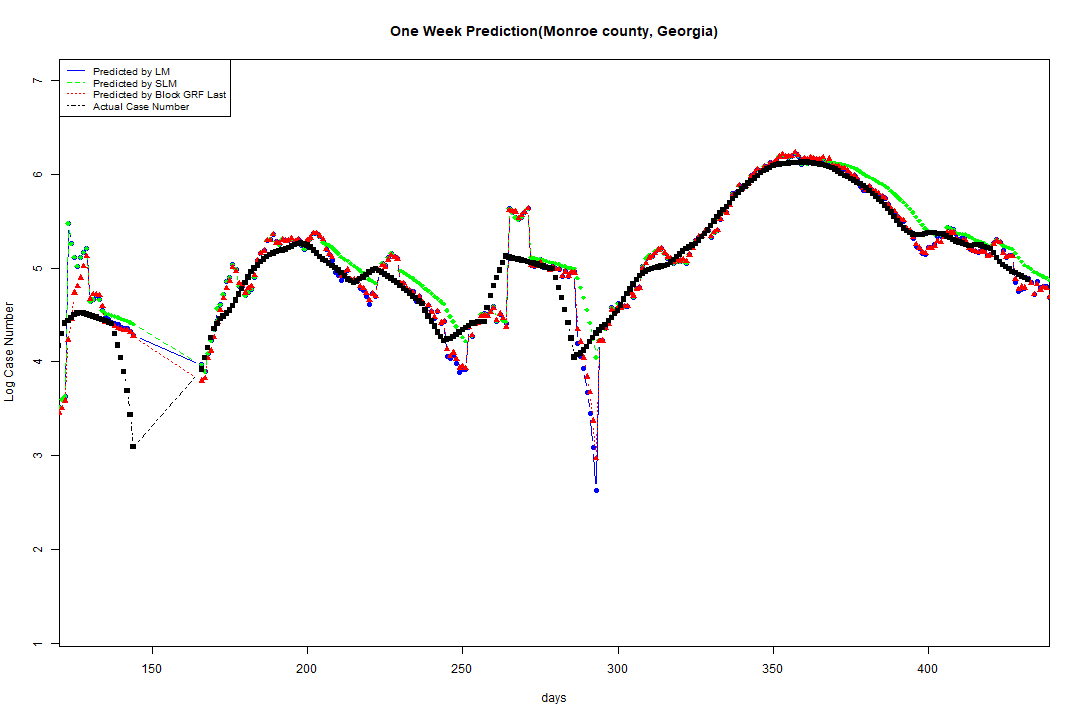 One Week Prediction(Monroe county, Georgia)
Predicted by LM
Predicted by SLM
Predicted by Block GRF Last
Actual Case Number
7
6
5
4
3
2
1
Log Case Number
150 200 250 300 350 400
days